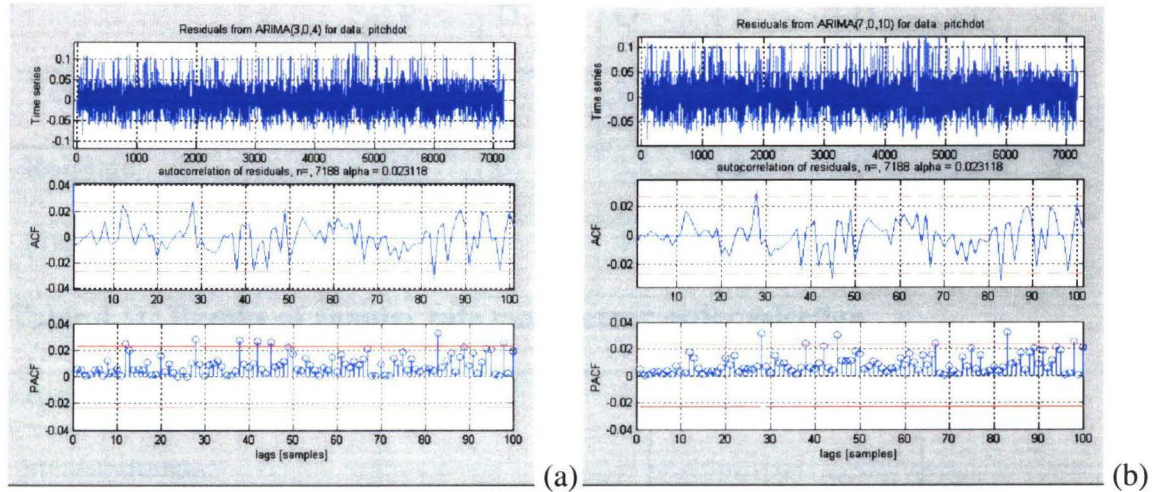 Residuals from ARIMA(3,0,4) for data: pitchdot
Time series
0.1
0.05
0
-0.05
-0.1
0 1000 2000 3000 4000 5000 6000 7000
autocorrelation of residuals, n=, 7188 alpha = 0.023118
ACF
0.04
0.02
0
-0.02
-0.04
10 20 30 40 50 60 70 80 90 100
PACF
0.04
0.02
0
-0.02
-0.04
0 10 20 30 40 50 60 70 80 90 100
lags [samples]
(a)
Residuals from ARIMA(7,0,10) for data: pitchdot
Time series
0.1
0.05
0
-0.05
0 1000 2000 3000 4000 5000 6000 7000
autocorrelation of residuals, n=, 7188 alpha = 0.023118
ACF
0.02
0
-0.02
10 20 30 40 50 60 70 80 90 100
PACF
0.04
0.02
0
-0.02
-0.04
0 10 20 30 40 50 60 70 80 90 100
lags [samples]
(b)